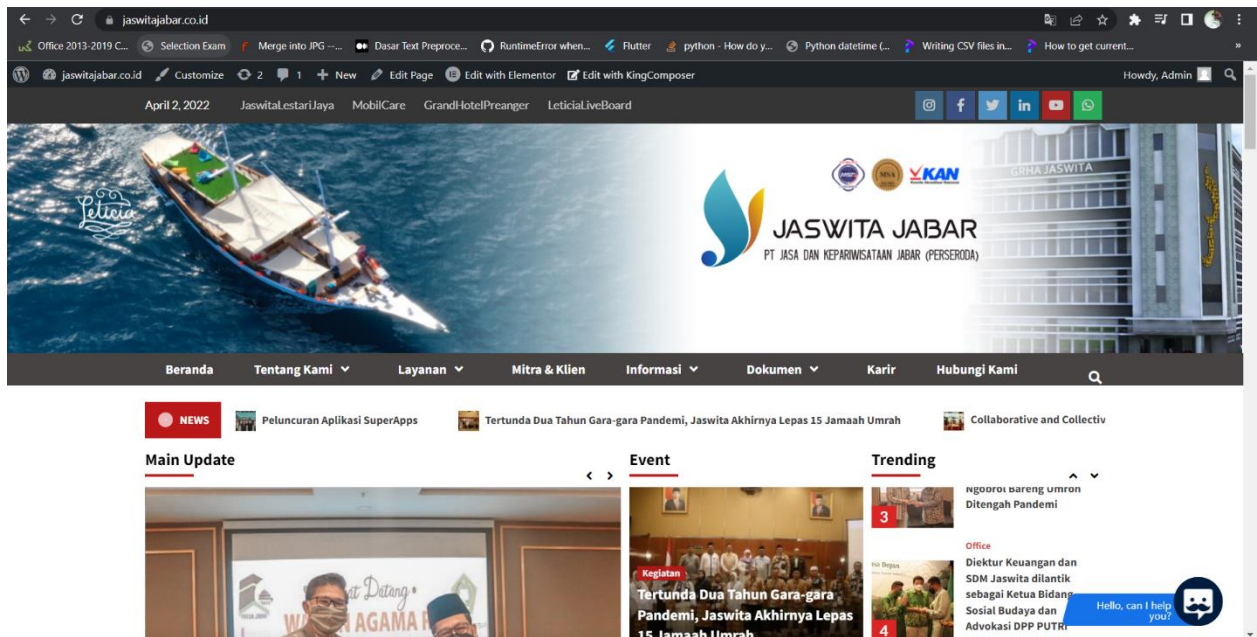 jaswitajabar.co.id
Office 2013-2019 C... Selection Exam Merge into JPG -–... Dasar Text Preproce... RuntimeError when... Flutter python - How do y... Python datetime (... Writing CSV files in... How to get current... »
jaswitajabar.co.id Customize 2 1 New Edit Page Edit with Elementor Edit with KingComposer Howdy, Admin
April 2, 2022 JaswitaLestariJaya MobilCare GrandHotelPreanger LeticiaLiveBoard
Leticia
MSA
KAN
GRHA JASWITA
JASWITA JABAR
PT JASA DAN KEPARIWISATAAN JABAR (PERSERODA)
Beranda Tentang Kami Layanan Mitra & Klien Informasi Dokumen Karir Hubungi Kami
NEWS Peluncuran Aplikasi SuperApps Tertunda Dua Tahun Gara-gara Pandemi, Jaswita Akhirnya Lepas 15 Jamaah Umrah Collaborative and Collectiv
Main Update
Event
Kegiatan
Tertunda Dua Tahun Gara-gara
Pandemi, Jaswita Akhirnya Lepas
15 Jamaah Umrah
Trending
3
Ngobrol Bareng Umroh
Ditengah Pandemi
4
Office
Diektur Keuangan dan
SDM Jaswita dilantik
sebagai Ketua Bidang
Sosial Budaya dan
Advokasi DPP PUTRI
Hello, can I help
you?